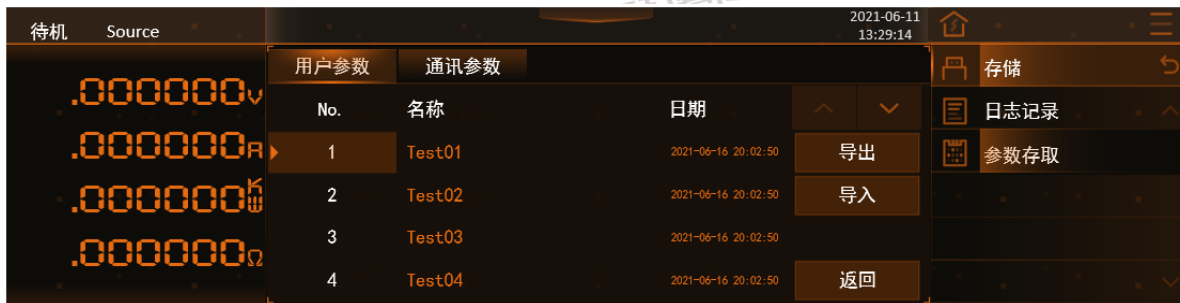 待机 Source
2021-06-11
13:29:14
.000000V
.000000A
.000000KW
.000000Ω
用户参数 通讯参数
No. 名称 日期
1 Test01 2021-06-16 20:02:50 导出
2 Test02 2021-06-16 20:02:50 导入
3 Test03 2021-06-16 20:02:50
4 Test04 2021-06-16 20:02:50 返回
存储
日志记录
参数存取